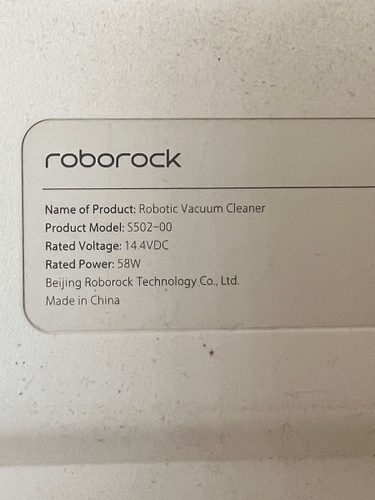 roborock
Name of Product: Robotic Vacuum Cleaner
Product Model: S502-00
Rated Voltage: 14.4VDC
Rated Power: 58W
Beijing Roborock Technology Co., Ltd.
Made in China